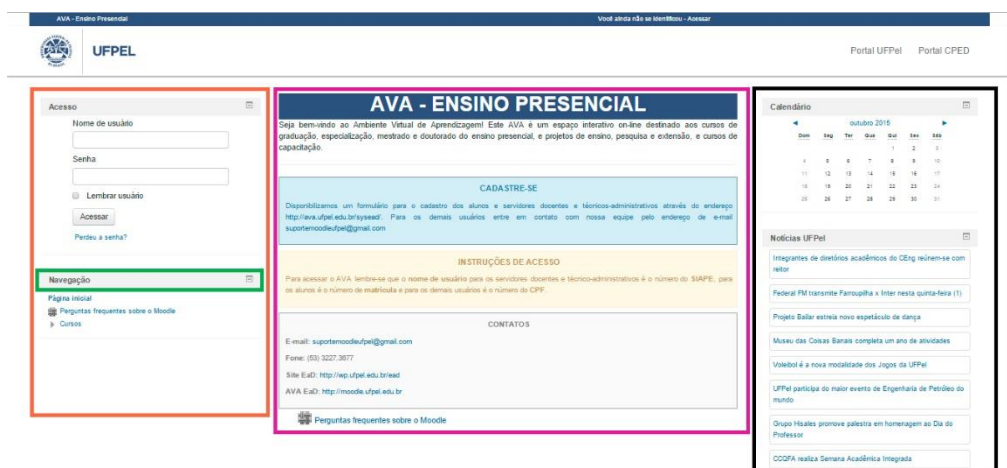 AVA - Ensino Presencial
Você ainda não se identificou - Acessar
UFPEL
Portal UFPel
Portal CPED
Acesso
Nome de usuário
Senha
Lembrar usuário
Acessar
Perdeu a senha?
Navegação
Página inicial
Perguntas frequentes sobre o Moodle
Cursos
AVA - ENSINO PRESENCIAL
Seja bem-vindo ao Ambiente Virtual de Aprendizagem! Este AVA é um espaço interativo on-line destinado aos cursos de
graduação, especialização, mestrado e doutorado do ensino presencial, e projetos de ensino, pesquisa e extensão, e cursos de
capacitação.
CADASTRE-SE
Disponibilizamos um formulário para o cadastro dos alunos e servidores docentes e técnicos-administrativos através do endereço
http://ava.ufpel.edu.br/sysead/. Para os demais usuários entre em contato com nossa equipe pelo endereço de e-mail
suportemoodleufpel@gmail.com
INSTRUÇÕES DE ACESSO
Para acessar o AVA lembre-se que o nome de usuário para os servidores docentes e técnico-administrativos é o número do SIAPE, para
os alunos é o número de matrícula e para os demais usuários é o número do CPF.
CONTATOS
E-mail: suportemoodleufpel@gmail.com
Fone: (53) 3227.3677
Site EaD: http://wp.ufpel.edu.br/ead
AVA EaD: http://moodle.ufpel.edu.br
Perguntas frequentes sobre o Moodle
Calendário
outubro 2015
Dom Seg Ter Qua Qui Sex Sáb
1 2 3
4 5 6 7 8 9 10
11 12 13 14 15 16 17
18 19 20 21 22 23 24
25 26 27 28 29 30 31
Notícias UFPel
Integrantes de diretórios acadêmicos do CEng reúnem-se com
reitor
Federal FM transmite Farroupilha x Inter nesta quinta-feira (1)
Projeto Bailar estreia novo espetáculo de dança
Museu das Coisas Banais completa um ano de atividades
Voleibol é a nova modalidade dos Jogos da UFPel
UFPel participa do maior evento de Engenharia de Petróleo do
mundo
Grupo Hisales promove palestra em homenagem ao Dia do
Professor
CCQFA realiza Semana Acadêmica Integrada